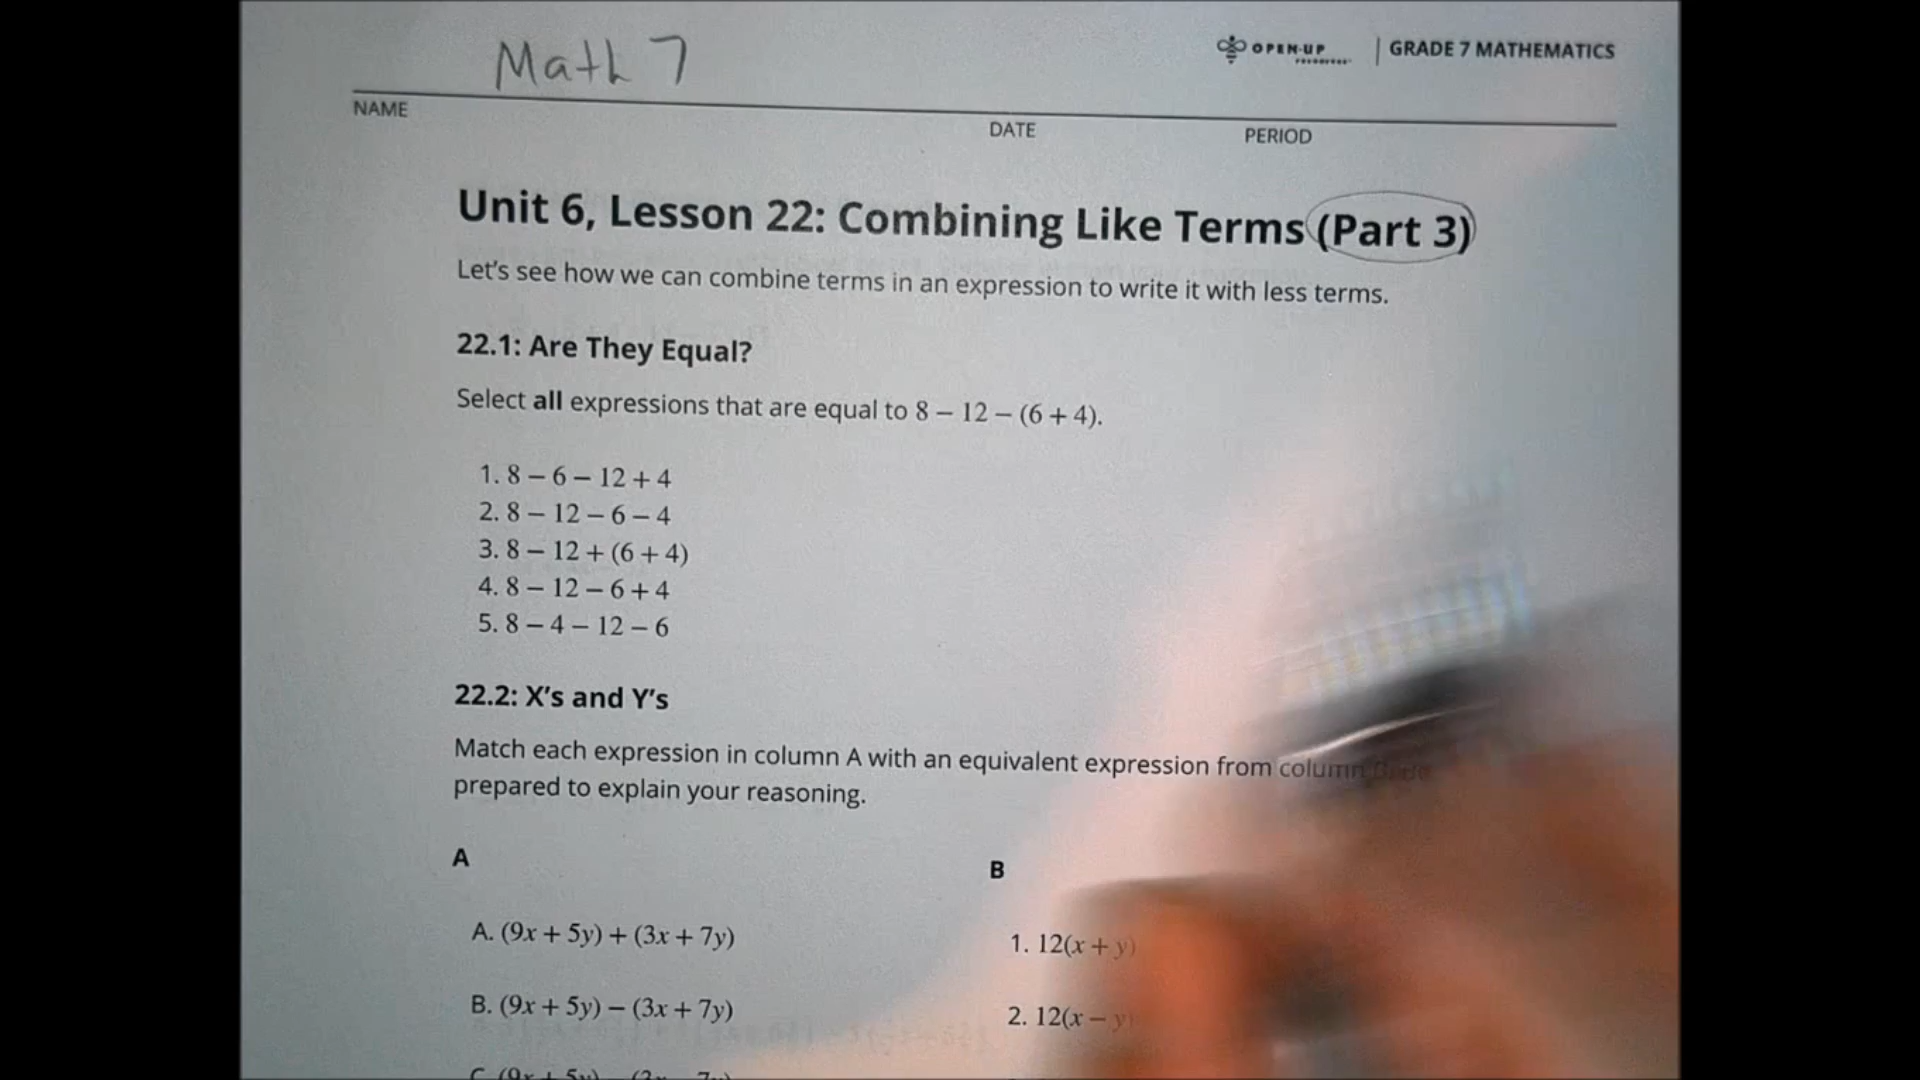 Math 7
OPEN-UP | GRADE 7 MATHEMATICS
NAME DATE PERIOD
Unit 6, Lesson 22: Combining Like Terms (Part 3)
Let's see how we can combine terms in an expression to write it with less terms.
22.1: Are They Equal?
Select all expressions that are equal to 8 – 12 – (6 + 4).
1. 8 – 6 – 12 + 4
2. 8 – 12 – 6 – 4
3. 8 – 12 + (6 + 4)
4. 8 – 12 – 6 + 4
5. 8 – 4 – 12 – 6
22.2: X's and Y's
Match each expression in column A with an equivalent expression from column
prepared to explain your reasoning.
A B
A. (9x + 5y) + (3x + 7y) 1. 12(x + y)
B. (9x + 5y) – (3x + 7y) 2. 12(x – y